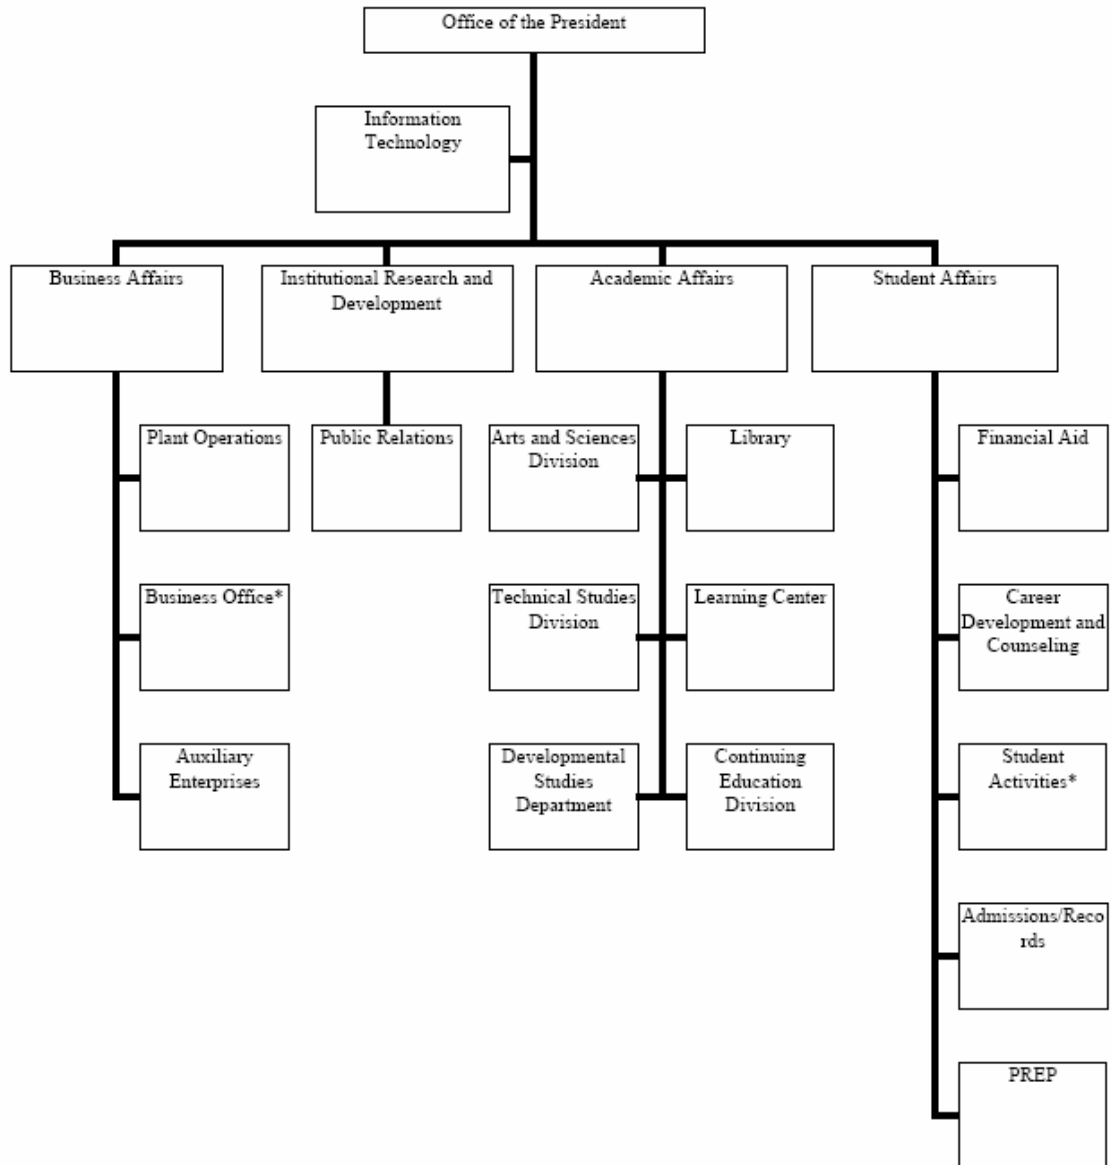 Office of the President
Information
Technology
Business Affairs
Institutional Research and
Development
Academic Affairs
Student Affairs
Plant Operations
Public Relations
Arts and Sciences
Division
Library
Financial Aid
Business Office*
Technical Studies
Division
Learning Center
Career
Development and
Counseling
Auxiliary
Enterprises
Developmental
Studies
Department
Continuing
Education
Division
Student
Activities*
Admissions/Reco
rds
PREP